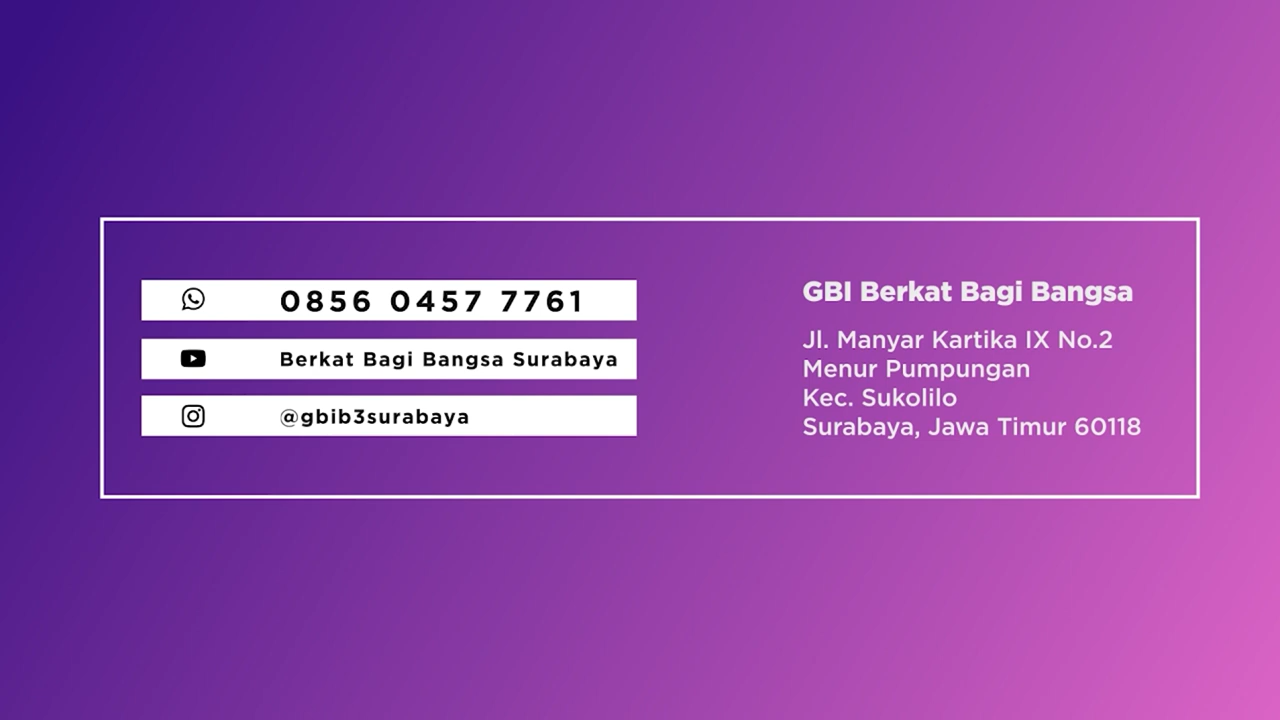 0856 0457 7761
Berkat Bagi Bangsa Surabaya
@gbib3surabaya
GBI Berkat Bagi Bangsa
Jl. Manyar Kartika IX No.2
Menur Pumpungan
Kec. Sukolilo
Surabaya, Jawa Timur 60118